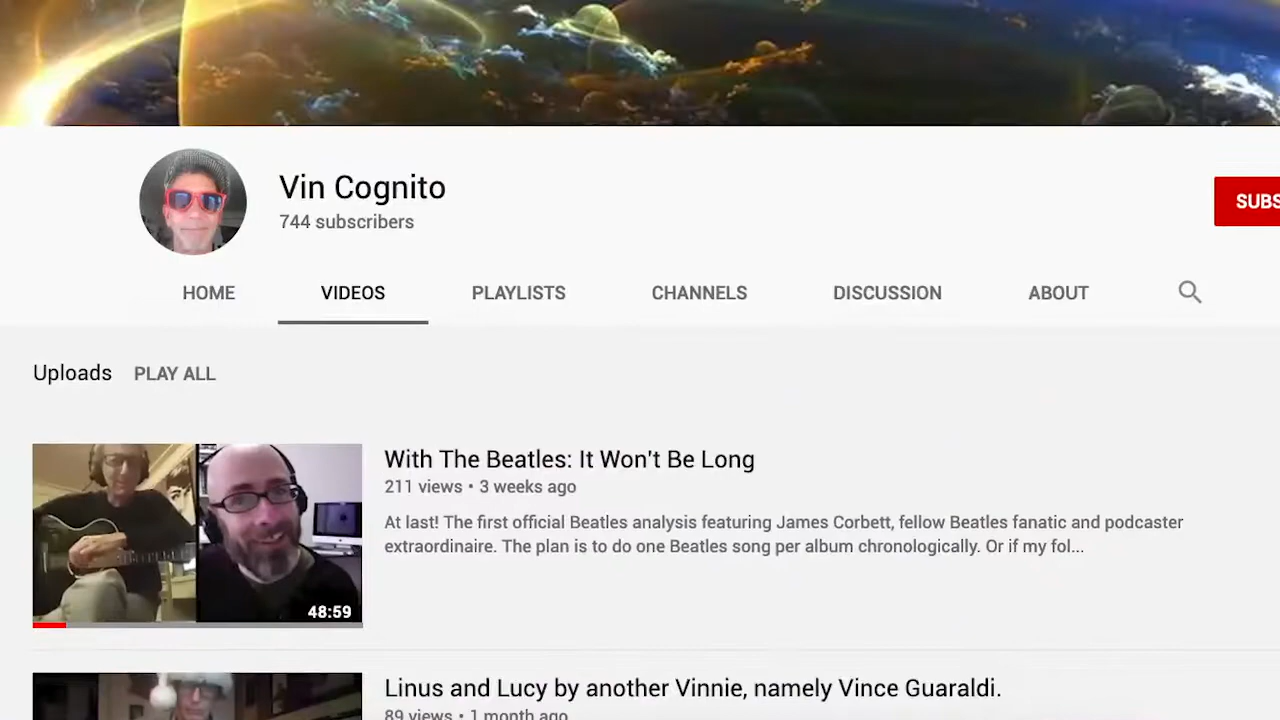 Vin Cognito
744 subscribers
SUBS
HOME VIDEOS PLAYLISTS CHANNELS DISCUSSION ABOUT
Uploads PLAY ALL
With The Beatles: It Won't Be Long
211 views • 3 weeks ago
At last! The first official Beatles analysis featuring James Corbett, fellow Beatles fanatic and podcaster
extraordinaire. The plan is to do one Beatles song per album chronologically. Or if my fol...
48:59
Linus and Lucy by another Vinnie, namely Vince Guaraldi.
89 views • 1 month ago